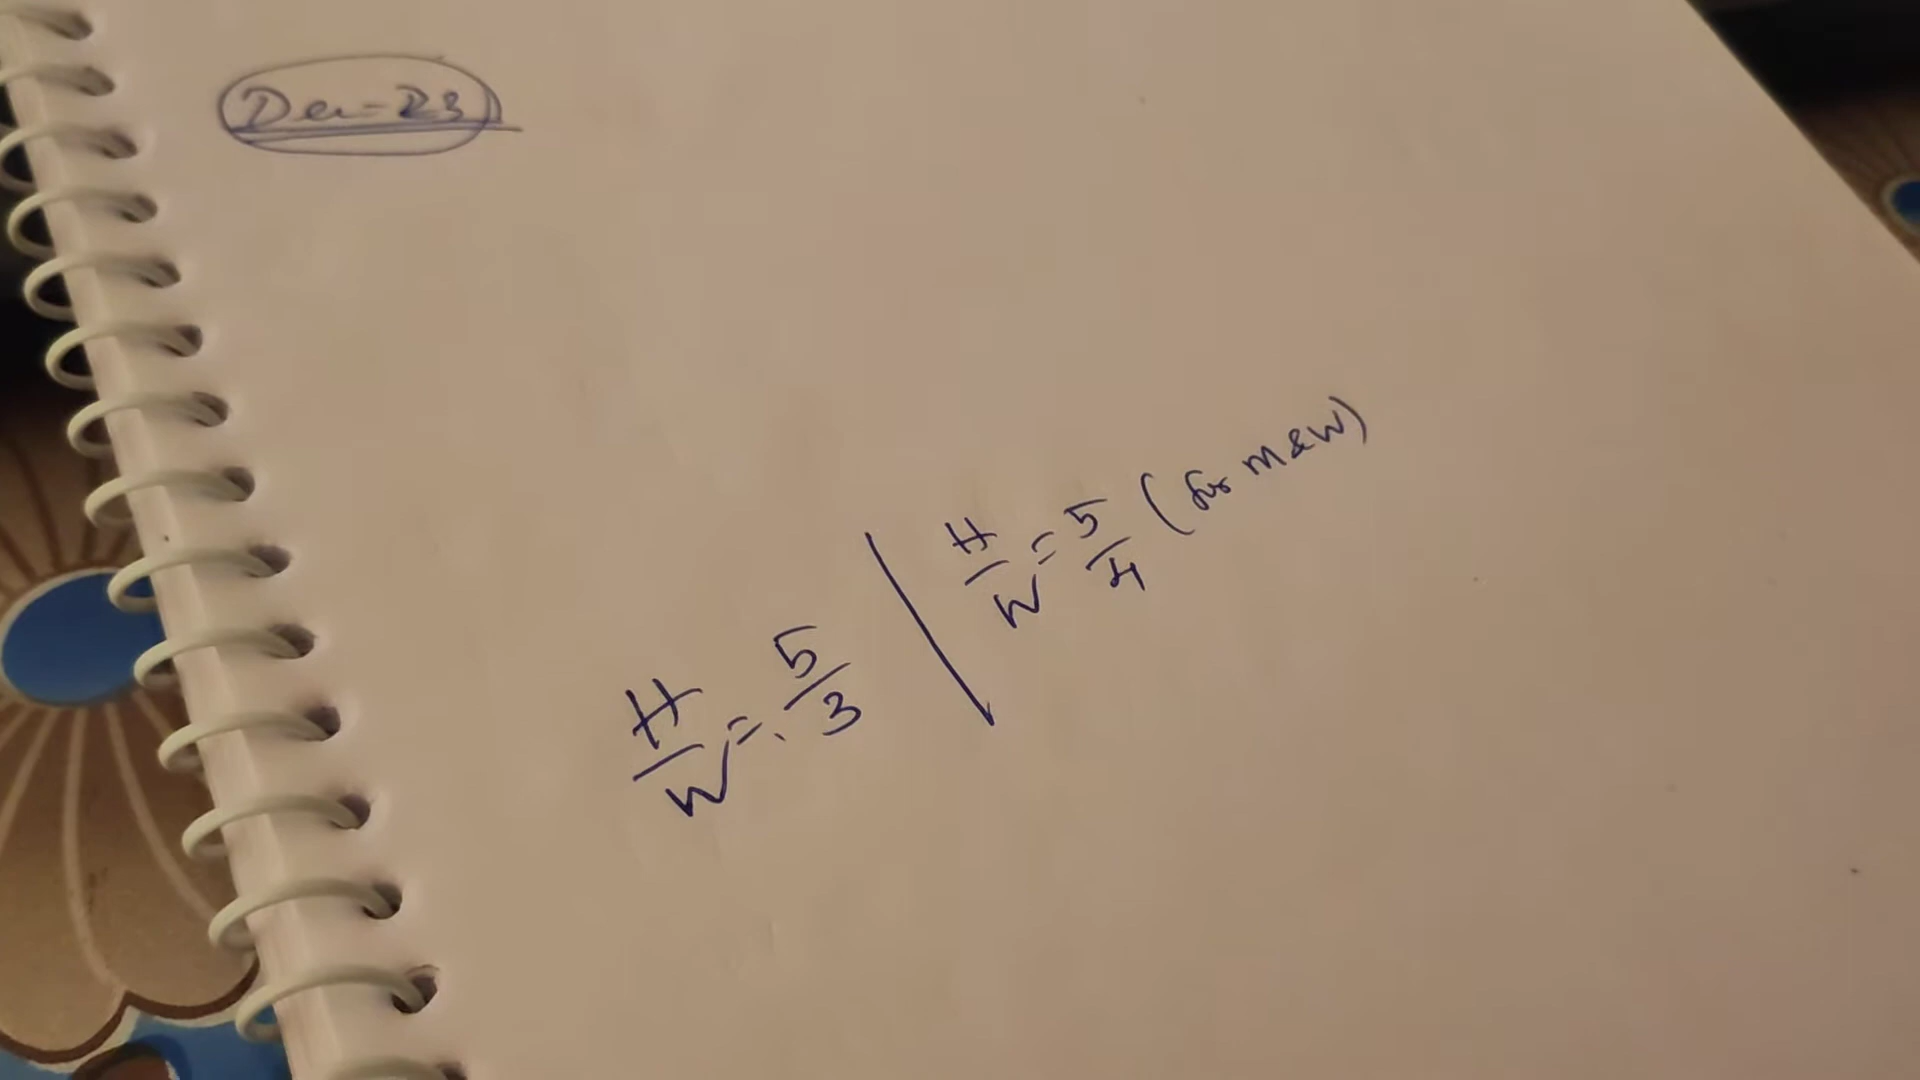 Dec-23
H/W = 5/3 | H/W = 5/4 (for M&W)